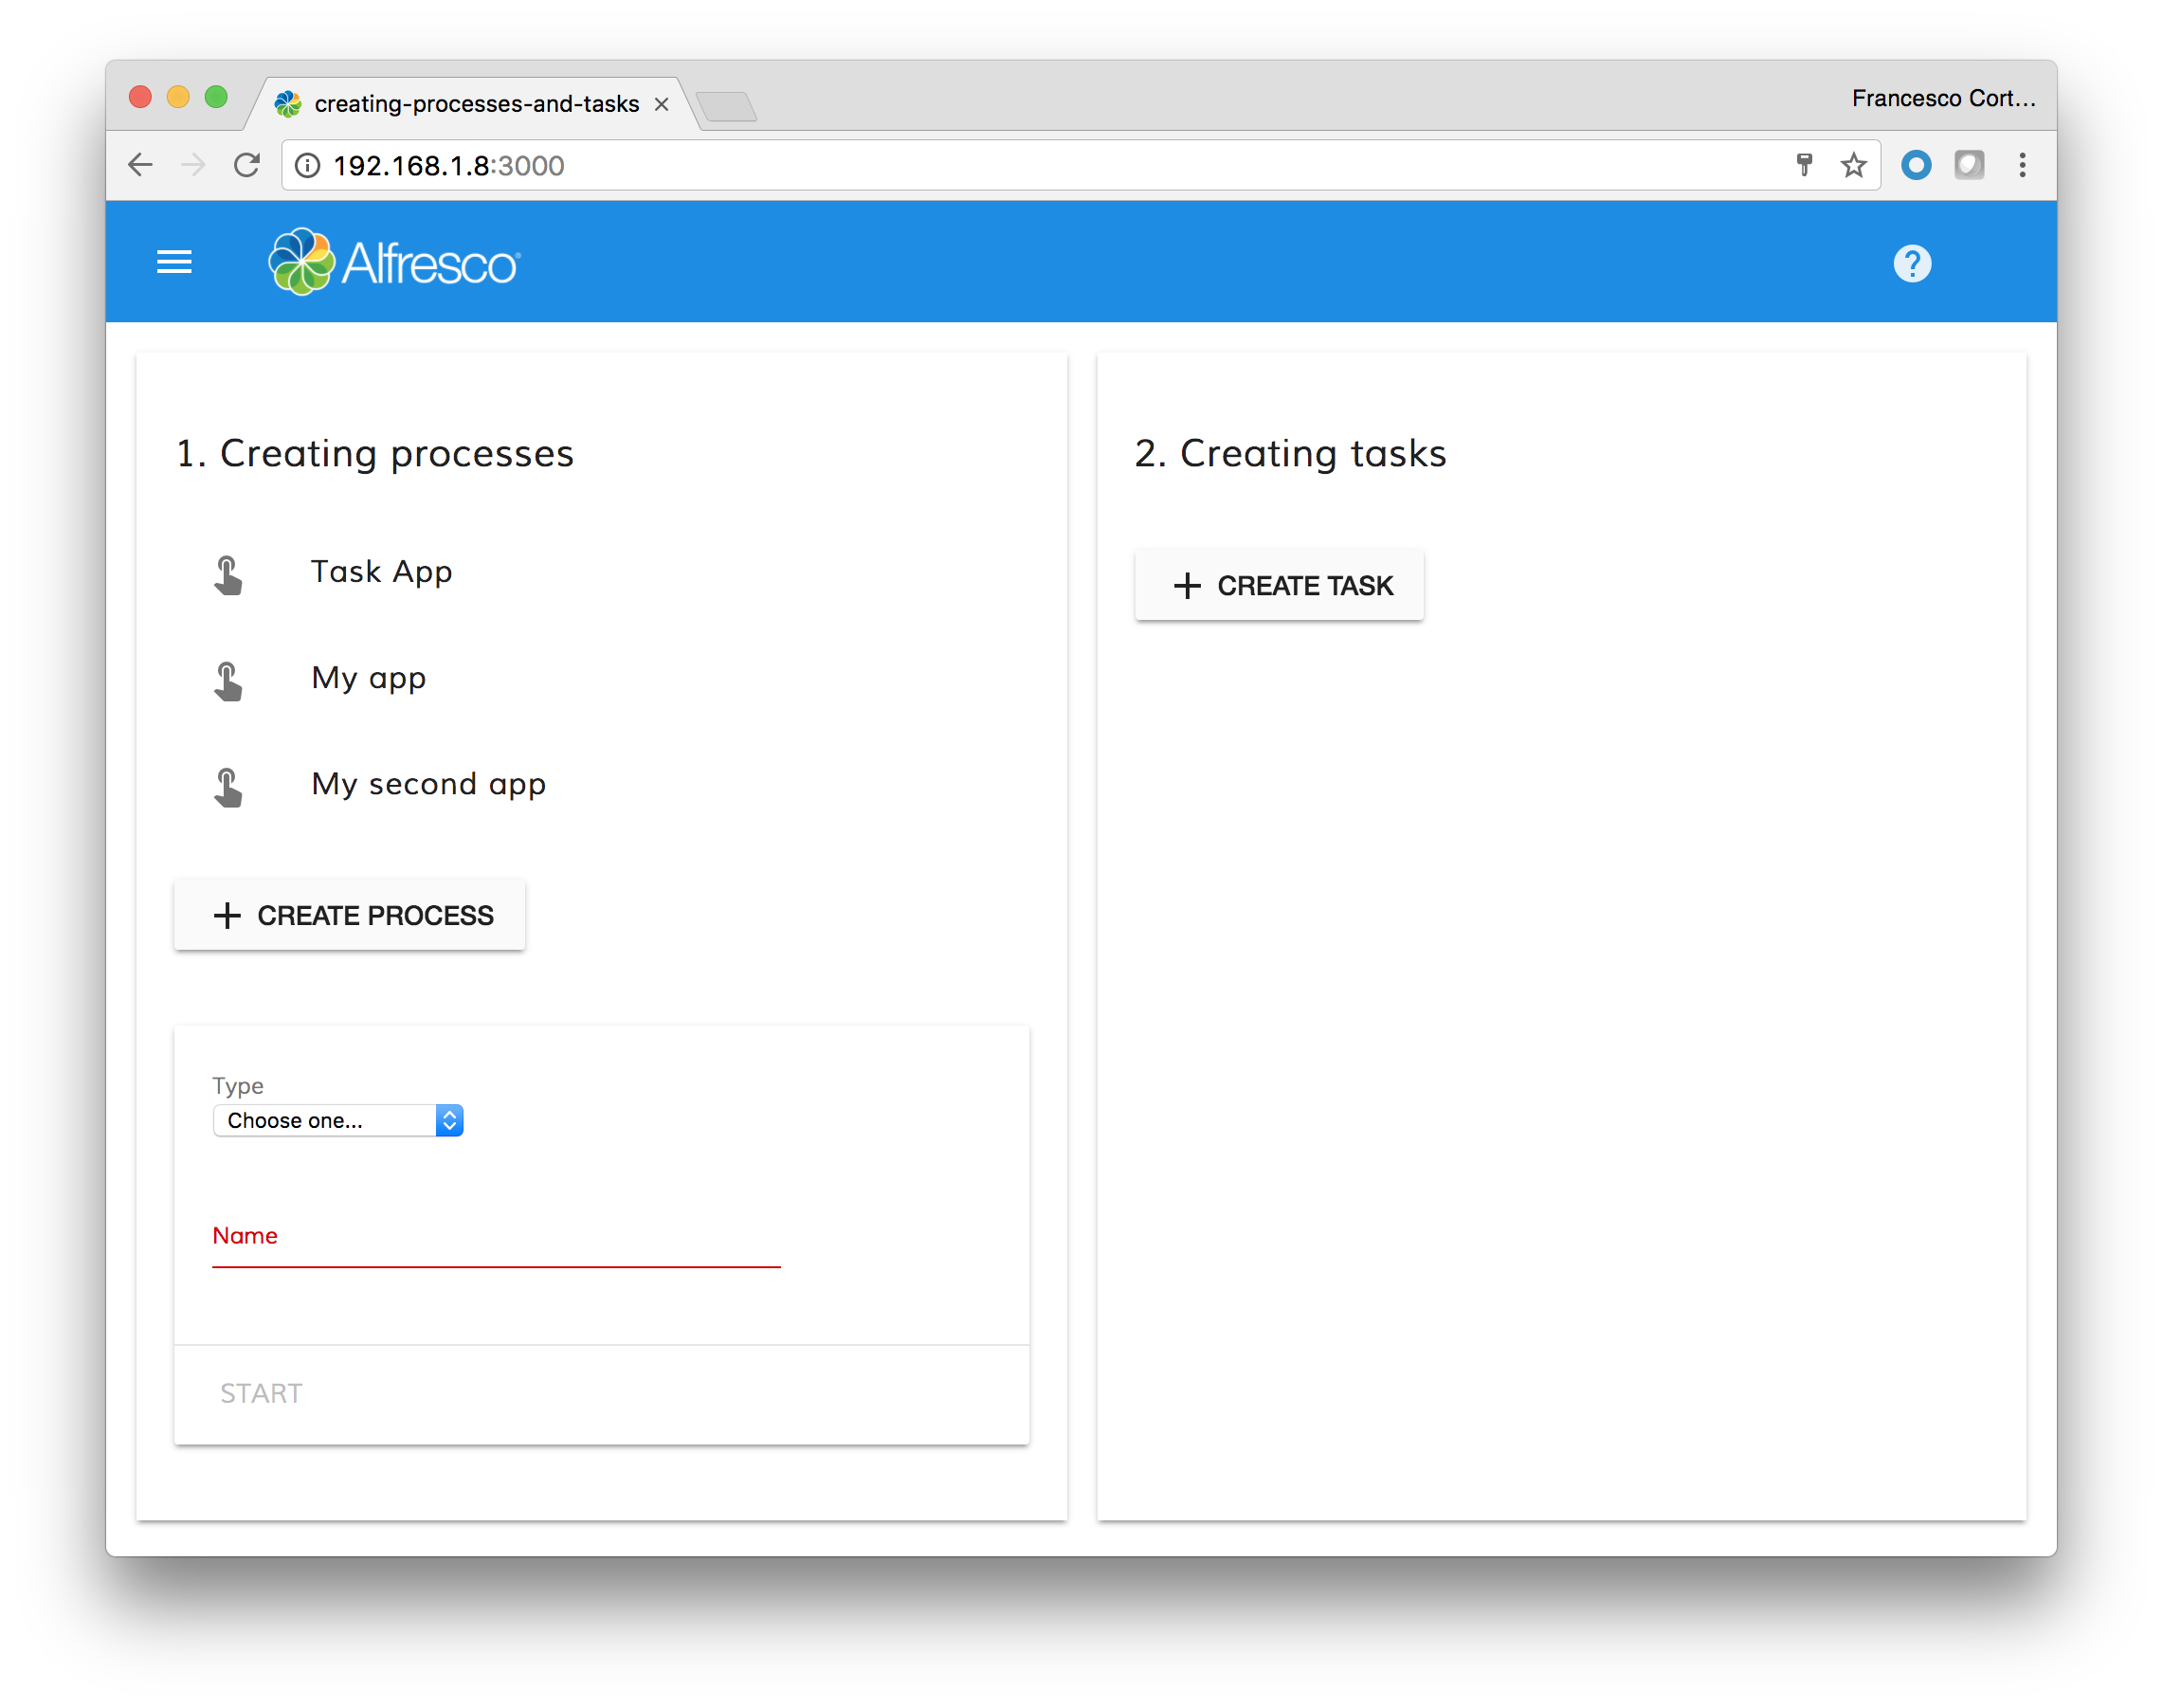 creating-processes-and-tasks
Francesco Cort...
192.168.1.8:3000
Alfresco
1. Creating processes
Task App
My app
My second app
CREATE PROCESS
Type
Choose one...
Name
START
2. Creating tasks
CREATE TASK